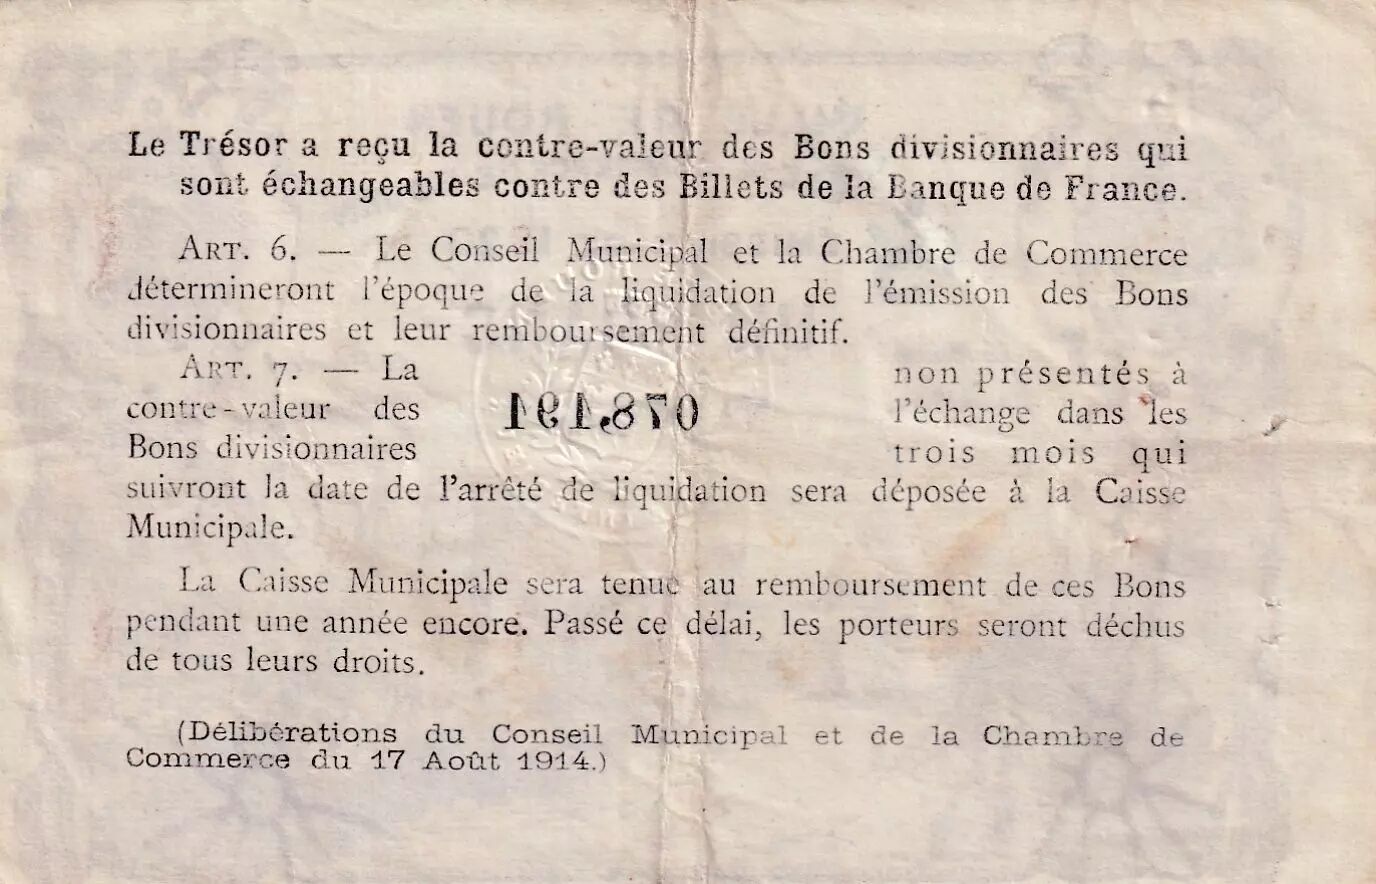 Le Trésor a reçu la contre-valeur des Bons divisionnaires qui
sont échangeables contre des Billets de la Banque de France.
ART. 6. — Le Conseil Municipal et la Chambre de Commerce
détermineront l'époque de la liquidation de l'émission des Bons
divisionnaires et leur remboursement définitif.
ART. 7. — La non présentés à
contre-valeur des 078,191 l'échange dans les
Bons divisionnaires trois mois qui
suivront la date de l'arrêté de liquidation sera déposée à la Caisse
Municipale.
La Caisse Municipale sera tenue au remboursement de ces Bons
pendant une année encore. Passé ce délai, les porteurs seront déchus
de tous leurs droits.
(Délibérations du Conseil Municipal et de la Chambre de
Commerce du 17 Août 1914.)